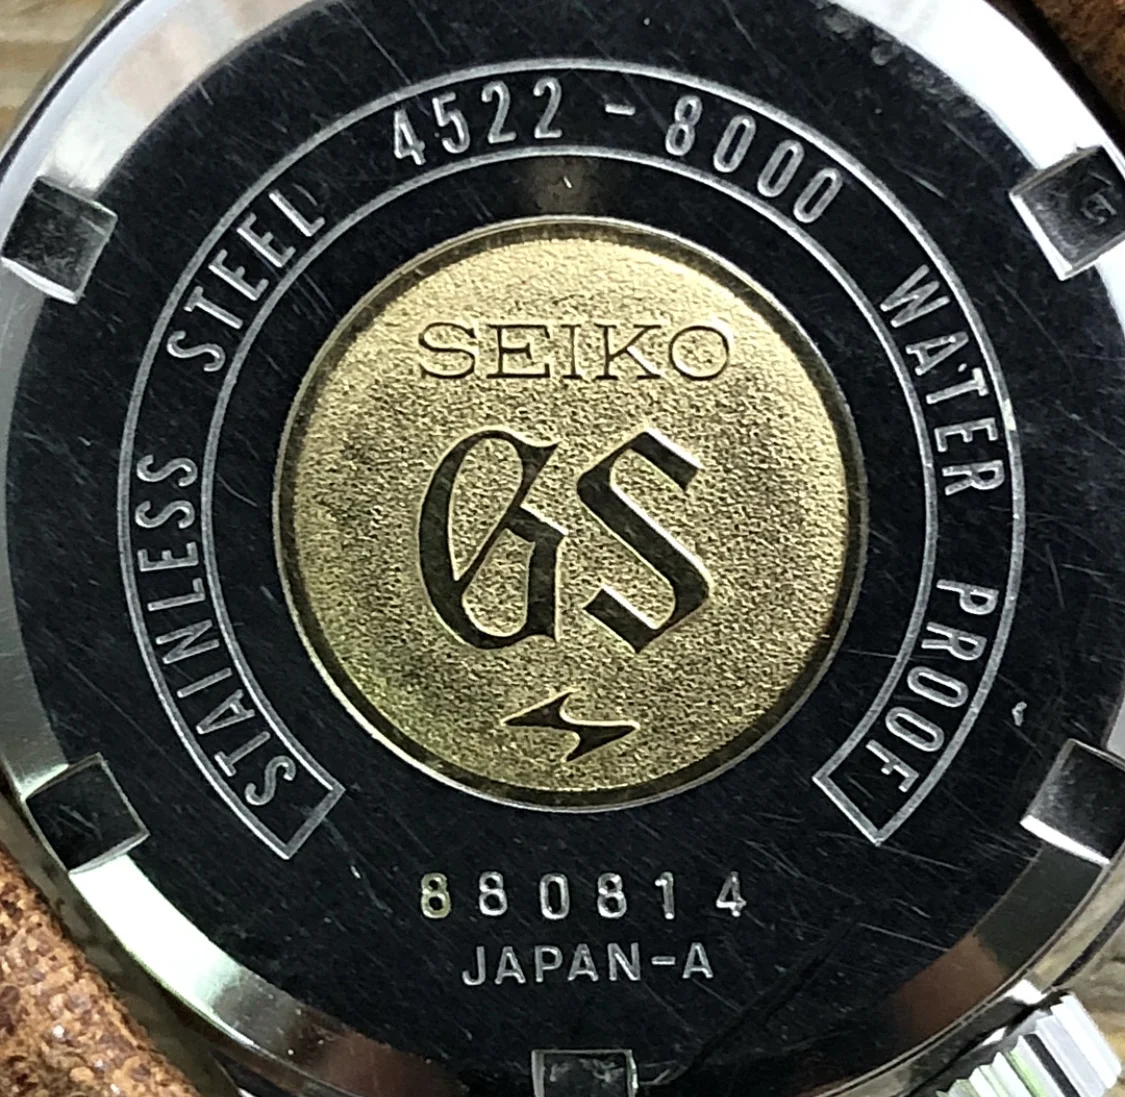 STAINLESS STEEL 4522-8000 WATER PROOF
SEIKO
GS
880814
JAPAN-A